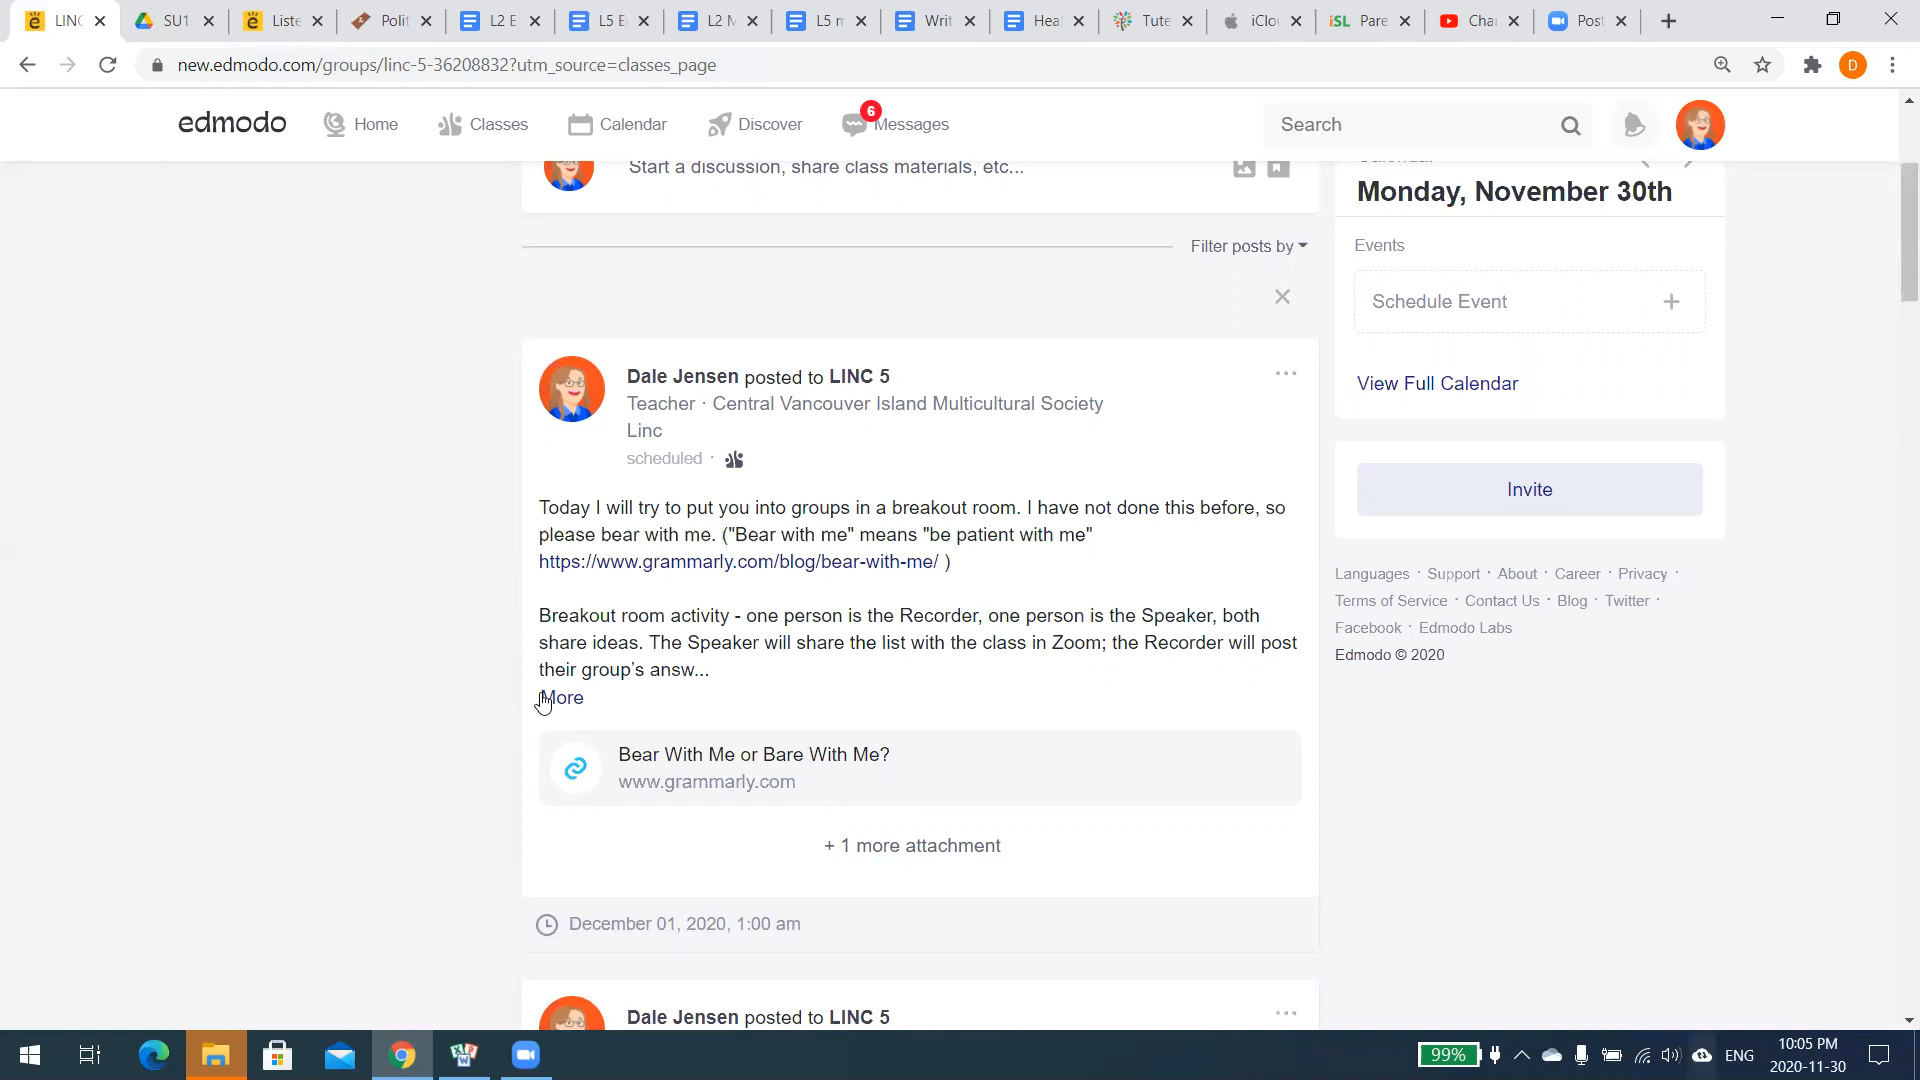 LINC
SU1
Liste
Polit
L2 E
L5 E
L2 M
L5 m
Writ
Hea
Tute
iClo
iSL Pare
Cha
Post
new.edmodo.com/groups/linc-5-36208832?utm_source=classes_page
D
edmodo
Home
Classes
Calendar
Discover
6
Messages
Search
Start a discussion, share class materials, etc...
Monday, November 30th
Filter posts by
Events
Schedule Event
View Full Calendar
Invite
Dale Jensen posted to LINC 5
Teacher · Central Vancouver Island Multicultural Society
Linc
scheduled ·
Today I will try to put you into groups in a breakout room. I have not done this before, so
please bear with me. ("Bear with me" means "be patient with me"
https://www.grammarly.com/blog/bear-with-me/ )
Breakout room activity - one person is the Recorder, one person is the Speaker, both
share ideas. The Speaker will share the list with the class in Zoom; the Recorder will post
their group’s answ...
More
Bear With Me or Bare With Me?
www.grammarly.com
+ 1 more attachment
December 01, 2020, 1:00 am
Dale Jensen posted to LINC 5
Languages · Support · About · Career · Privacy ·
Terms of Service · Contact Us · Blog · Twitter ·
Facebook · Edmodo Labs
Edmodo © 2020
99%
ENG
10:05 PM
2020-11-30